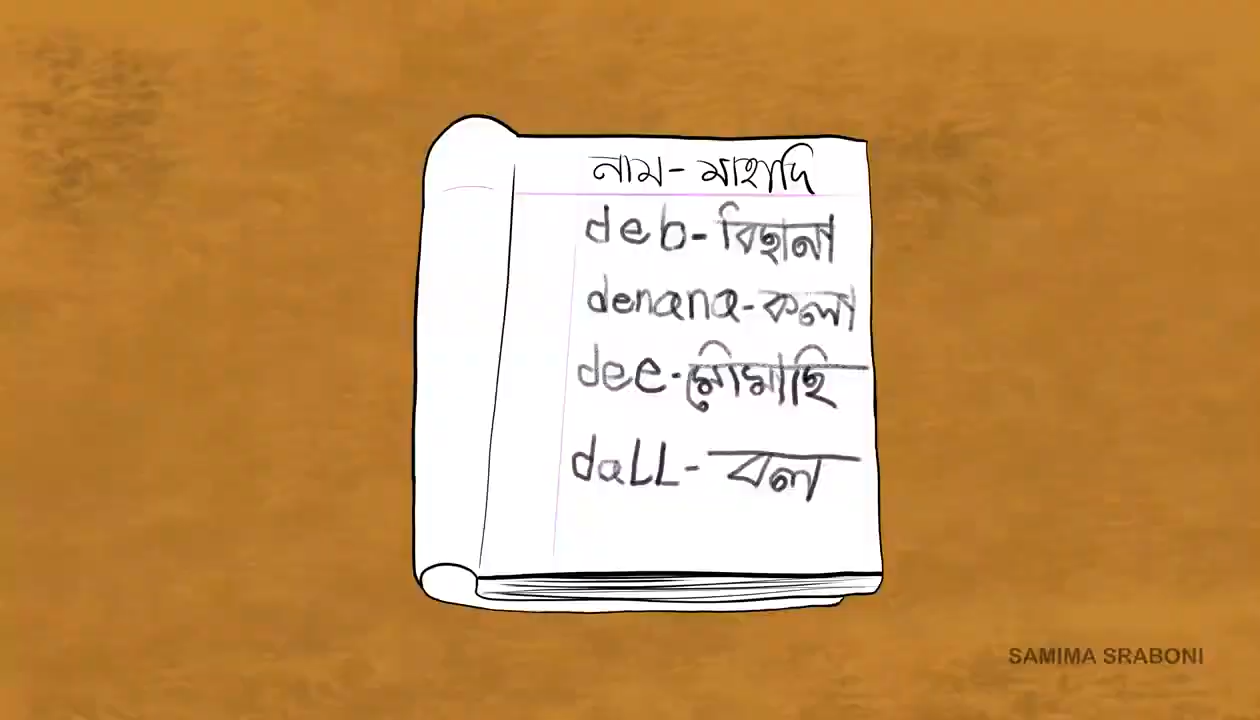 নাম- মাহাদি
deb- বিছানা
denana- কলা
dee- মৌমাছি
daLL- বল
SAMIMA SRABONI